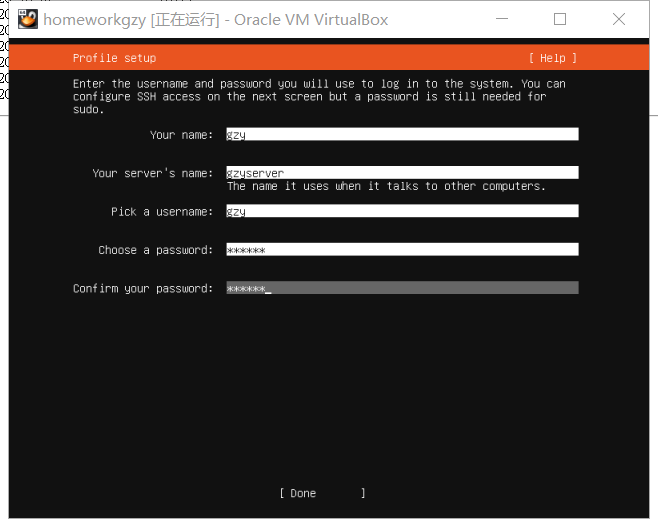 homeworkgzy [正在运行] - Oracle VM VirtualBox
Profile setup [ Help ]
Enter the username and password you will use to log in to the system. You can
configure SSH access on the next screen but a password is still needed for
sudo.
Your name: gzy
Your server's name: gzyserver
The name it uses when it talks to other computers.
Pick a username: gzy
Choose a password: ******
Confirm your password: ******_
[ Done ]